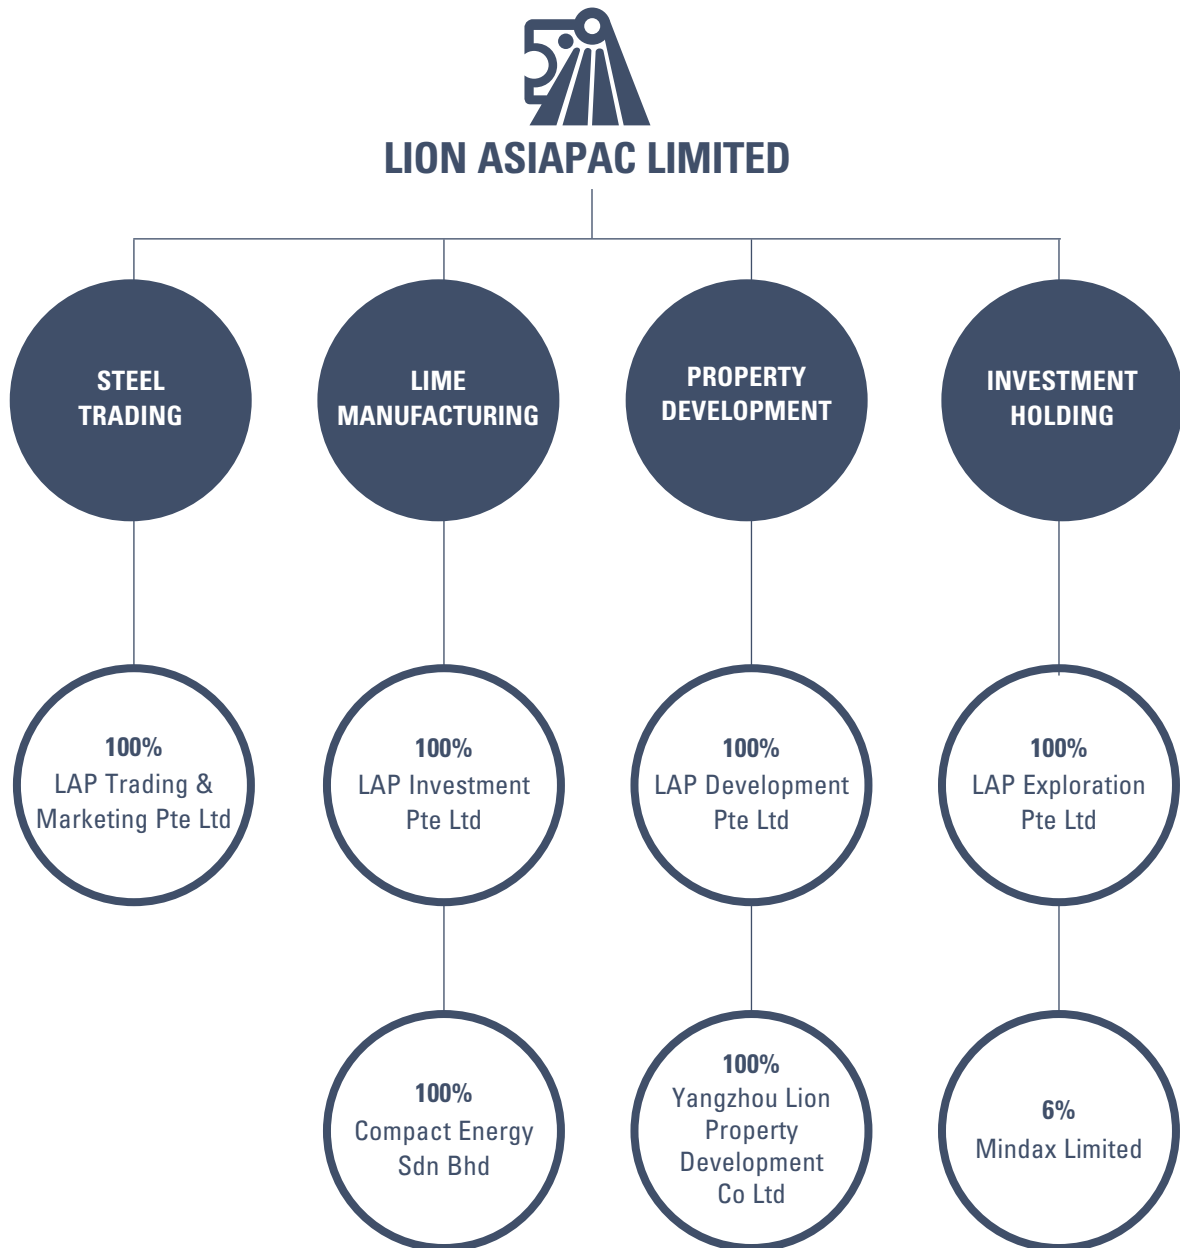 LION ASIAPAC LIMITED
STEEL
TRADING
LIME
MANUFACTURING
PROPERTY
DEVELOPMENT
INVESTMENT
HOLDING
100%
LAP Trading &
Marketing Pte Ltd
100%
LAP Investment
Pte Ltd
100%
LAP Development
Pte Ltd
100%
LAP Exploration
Pte Ltd
100%
Compact Energy
Sdn Bhd
100%
Yangzhou Lion
Property
Development
Co Ltd
6%
Mindax Limited